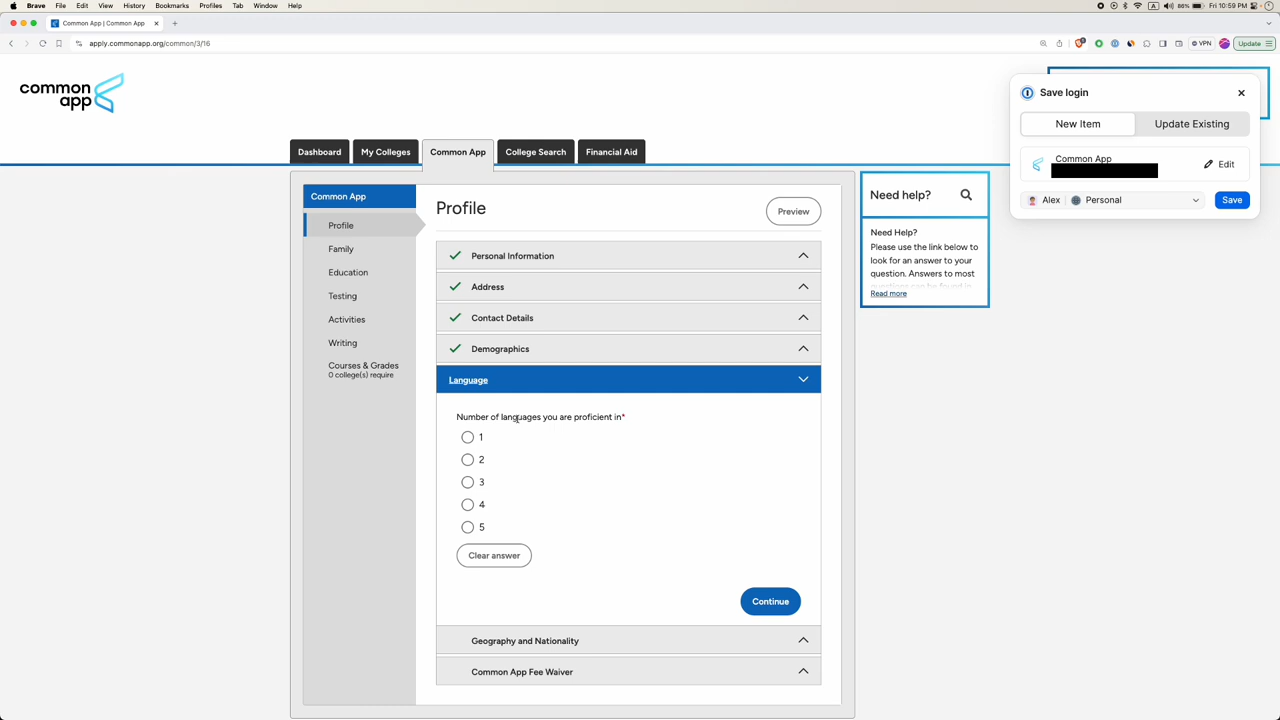 Brave File Edit View History Bookmarks Profiles Tab Window Help
A 86% Fri 10:59 PM
Common App | Common App
apply.commonapp.org/common/3/16
VPN
Update
common
app
Save login
New Item
Update Existing
Common App
Edit
Alex
Personal
Save
Dashboard
My Colleges
Common App
College Search
Financial Aid
Common App
Profile
Family
Education
Testing
Activities
Writing
Courses & Grades
0 college(s) require
Profile
Preview
Personal Information
Address
Contact Details
Demographics
Language
Number of languages you are proficient in*
1
2
3
4
5
Clear answer
Continue
Geography and Nationality
Common App Fee Waiver
Need help?
Need Help?
Please use the link below to
look for an answer to your
question. Answers to most
questions can be found in
Read more